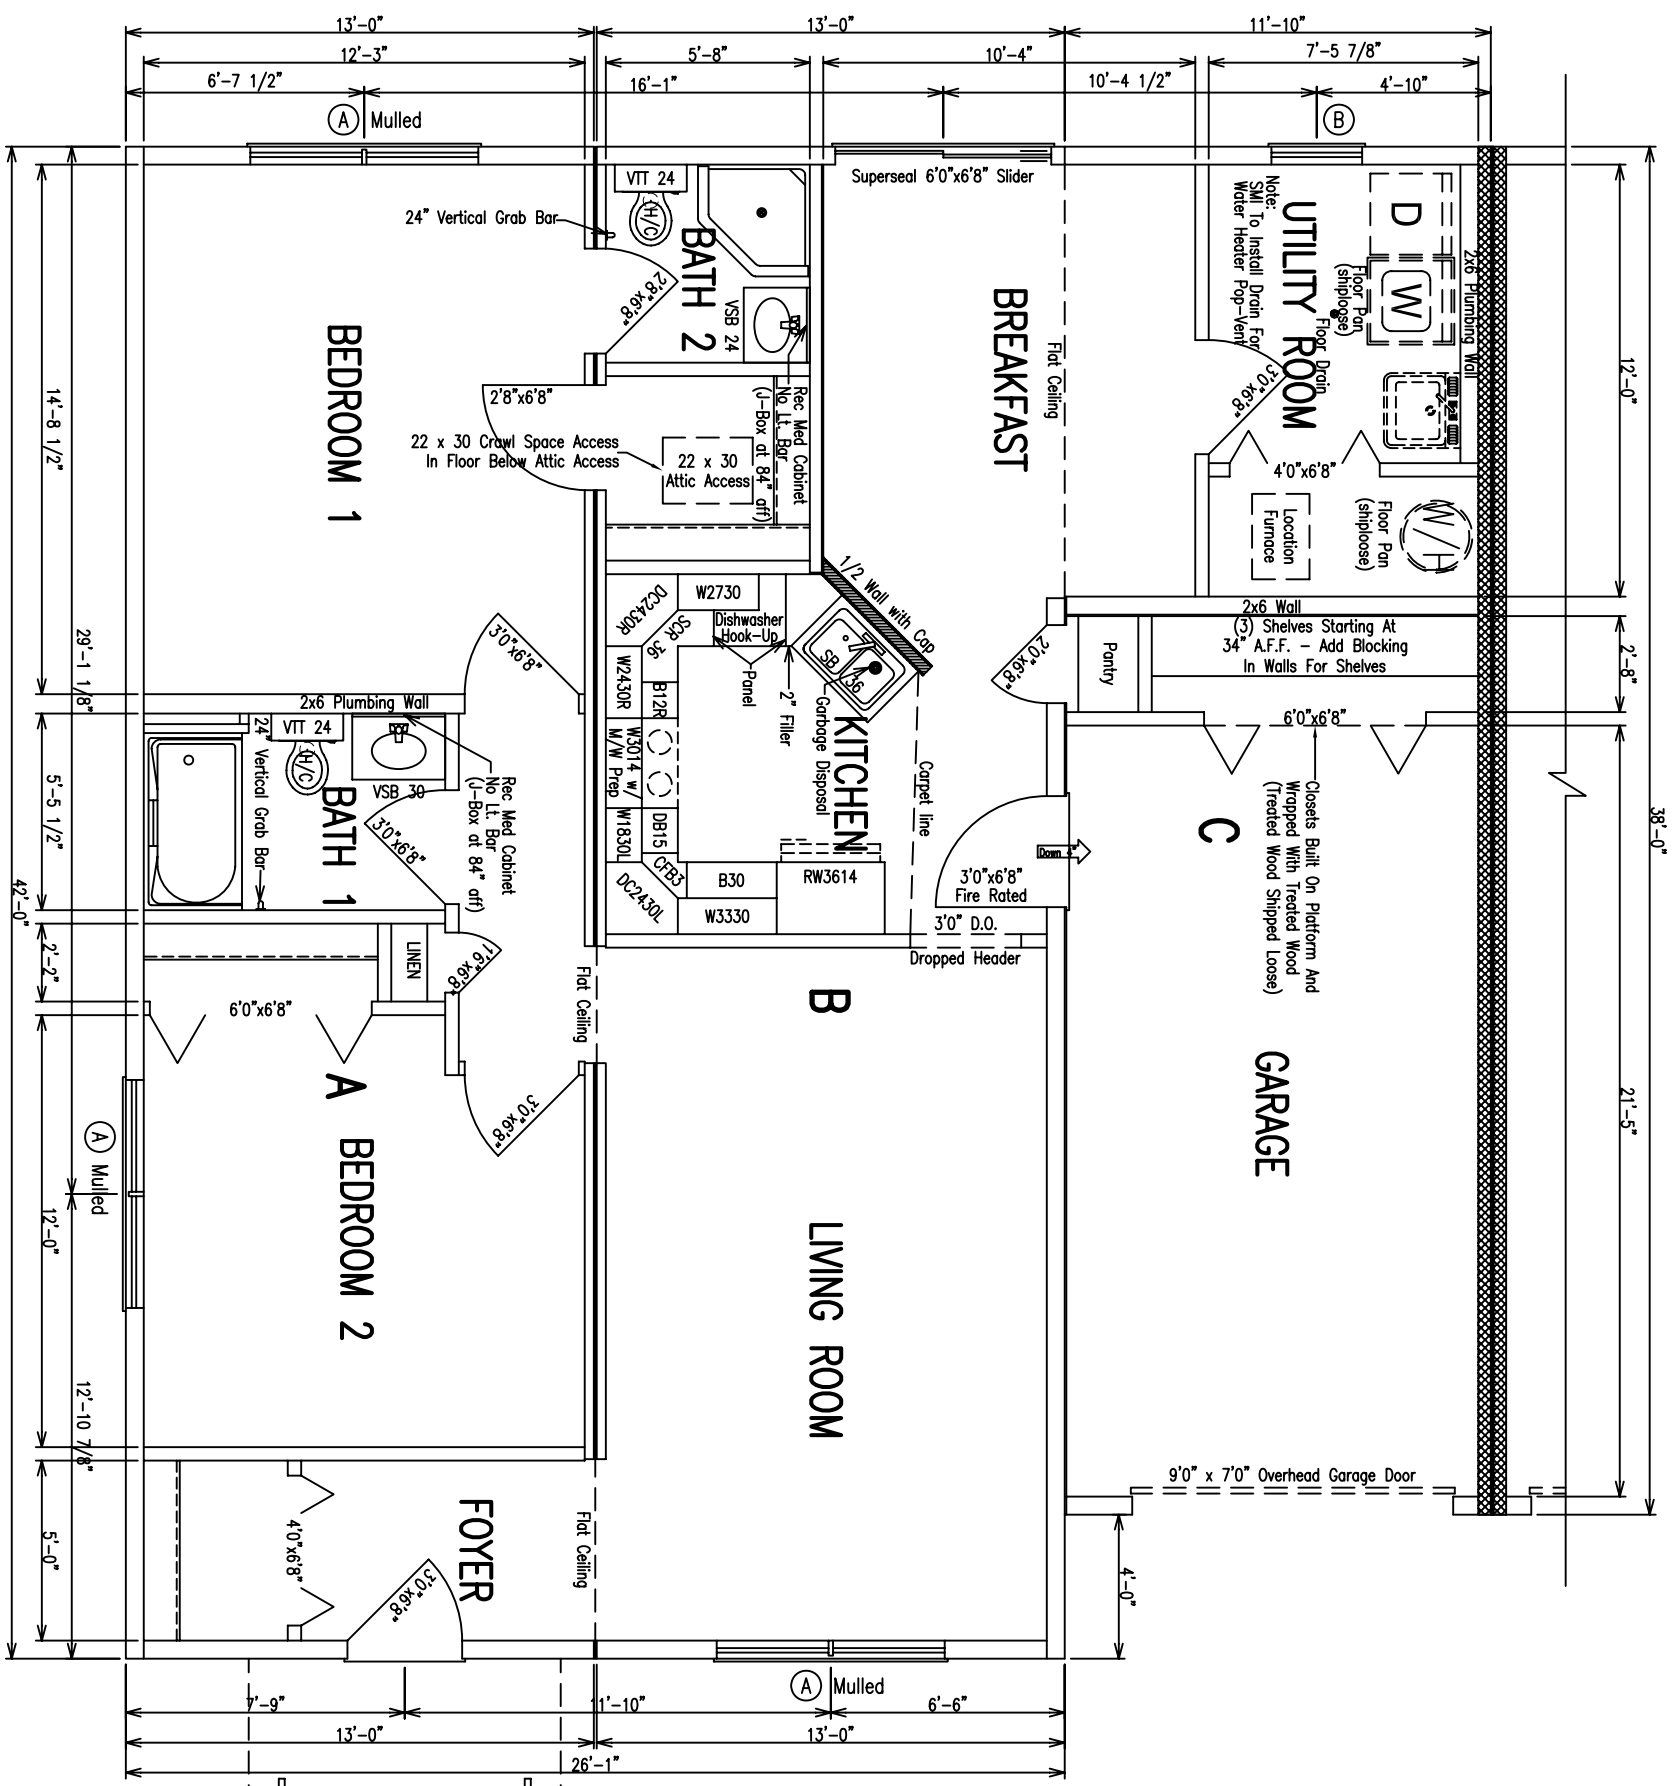 13'-0"
13'-0"
11'-10"
12'-3"
5'-8"
10'-4"
7'-5 7/8"
6'-7 1/2"
16'-1"
10'-4 1/2"
4'-10"
A Mulled
B
VTT 24
H/C
24" Vertical Grab Bar
BATH 2
2'8"x6'8"
VSB 24
Rec Med Cabinet
No Lt. Bar
(J-Box at 84" aff)
Superseal 6'0"x6'8" Slider
BREAKFAST
Flat Ceiling
UTILITY ROOM
Note:
SMI To Install Drain For
Water Heater Pop-Vent
D
W
Floor Pan
(shiploose)
Floor Drain
2x6 Plumbing Wall
3'0"x6'8"
4'0"x6'8"
Location
Furnace
Floor Pan
(shiploose)
W/H
2x6 Wall
(3) Shelves Starting At
34" A.F.F. - Add Blocking
In Walls For Shelves
Pantry
2'0"x6'8"
6'0"x6'8"
Closets Built On Platform And
Wrapped With Treated Wood
(Treated Wood Shipped Loose)
C
GARAGE
9'0" x 7'0" Overhead Garage Door
12'-0"
2'-8"
21'-5"
38'-0"
4'-0"
BEDROOM 1
2'8"x6'8"
22 x 30 Crawl Space Access
In Floor Below Attic Access
22 x 30
Attic Access
1/2 Wall with Cap
W2730
DC2430R
SCR 36
Dishwasher
Hook-Up
Panel
2" Filler
SB 36
Garbage Disposal
KITCHEN
Carpet line
W2430R
B12R
W3014 w/
M/W Prep
W1830L
DB15
CFB3
DC2430L
B30
W3330
RW3614
3'0"x6'8"
Fire Rated
Down 4"
3'0" D.O.
Dropped Header
3'0"x6'8"
2x6 Plumbing Wall
24" Vertical Grab Bar
VTT 24
H/C
VSB 30
BATH 1
3'0"x6'8"
Rec Med Cabinet
No Lt. Bar
(J-Box at 84" aff)
LINEN
1'6"x6'8"
6'0"x6'8"
Flat Ceiling
3'0"x6'8"
A
BEDROOM 2
B
LIVING ROOM
A Mulled
FOYER
Flat Ceiling
4'0"x6'8"
3'0"x6'8"
A Mulled
14'-8 1/2"
5'-5 1/2"
2'-2"
12'-0"
5'-0"
29'-1 1/8"
12'-10 7/8"
42'-0"
7'-9"
11'-10"
6'-6"
13'-0"
13'-0"
26'-1"